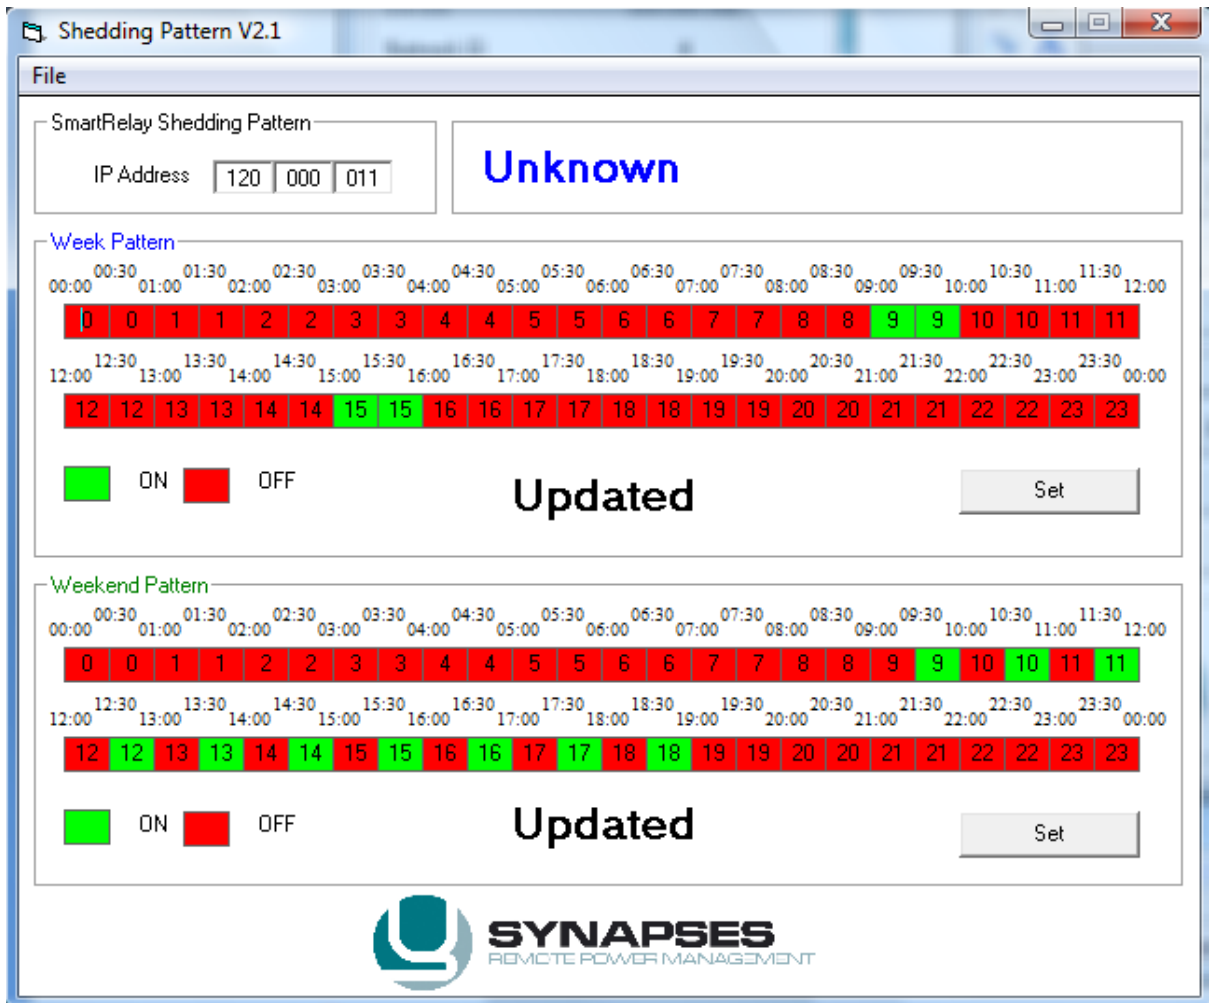 Shedding Pattern V2.1
File
SmartRelay Shedding Pattern
IP Address 120 000 011
Unknown
Week Pattern
00:30 01:30 02:30 03:30 04:30 05:30 06:30 07:30 08:30 09:30 10:30 11:30
00:00 01:00 02:00 03:00 04:00 05:00 06:00 07:00 08:00 09:00 10:00 11:00 12:00
0 0 1 1 2 2 3 3 4 4 5 5 6 6 7 7 8 8 9 9 10 10 11 11
12:30 13:30 14:30 15:30 16:30 17:30 18:30 19:30 20:30 21:30 22:30 23:30
12:00 13:00 14:00 15:00 16:00 17:00 18:00 19:00 20:00 21:00 22:00 23:00 00:00
12 12 13 13 14 14 15 15 16 16 17 17 18 18 19 19 20 20 21 21 22 22 23 23
ON OFF
Updated
Set
Weekend Pattern
00:30 01:30 02:30 03:30 04:30 05:30 06:30 07:30 08:30 09:30 10:30 11:30
00:00 01:00 02:00 03:00 04:00 05:00 06:00 07:00 08:00 09:00 10:00 11:00 12:00
0 0 1 1 2 2 3 3 4 4 5 5 6 6 7 7 8 8 9 9 10 10 11 11
12:30 13:30 14:30 15:30 16:30 17:30 18:30 19:30 20:30 21:30 22:30 23:30
12:00 13:00 14:00 15:00 16:00 17:00 18:00 19:00 20:00 21:00 22:00 23:00 00:00
12 12 13 13 14 14 15 15 16 16 17 17 18 18 19 19 20 20 21 21 22 22 23 23
ON OFF
Updated
Set
SYNAPSES
REMOTE POWER MANAGEMENT